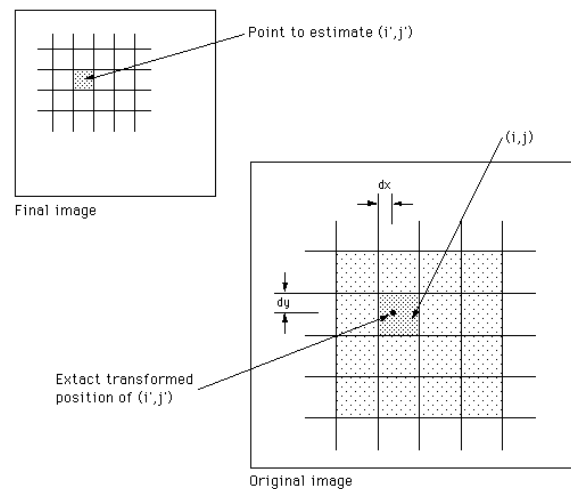 Point to estimate (i',j')
Final image
(i,j)
dx
dy
Extact transformed
position of (i',j')
Original image